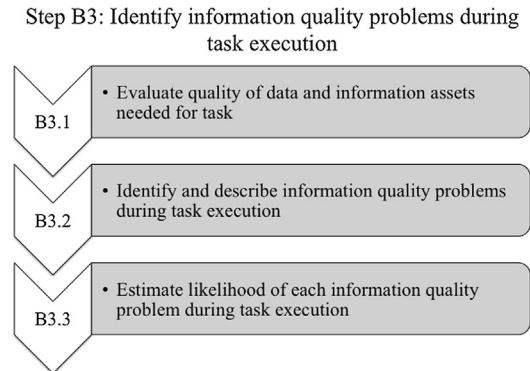 Step B3: Identify information quality problems during
task execution
B3.1
• Evaluate quality of data and information assets
needed for task
B3.2
• Identify and describe information quality problems
during task execution
B3.3
• Estimate likelihood of each information quality
problem during task execution